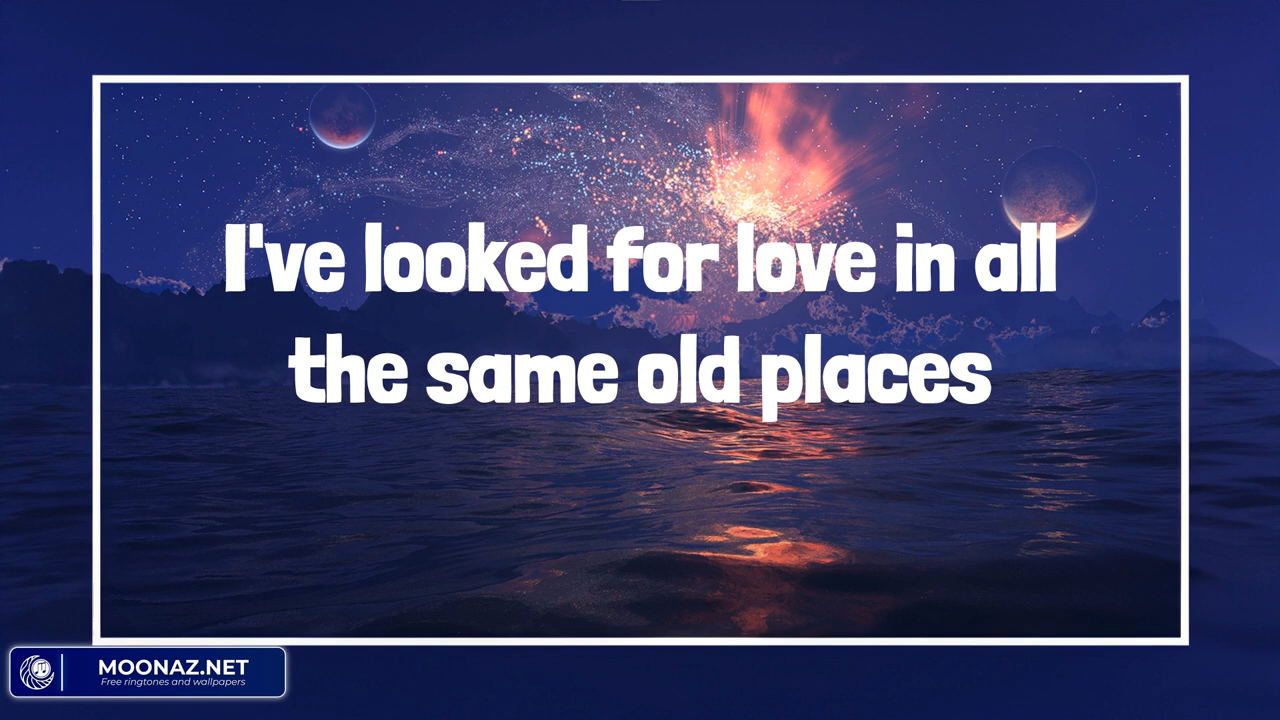 I've looked for love in all
the same old places
MOONAZ.NET
Free ringtones and wallpapers